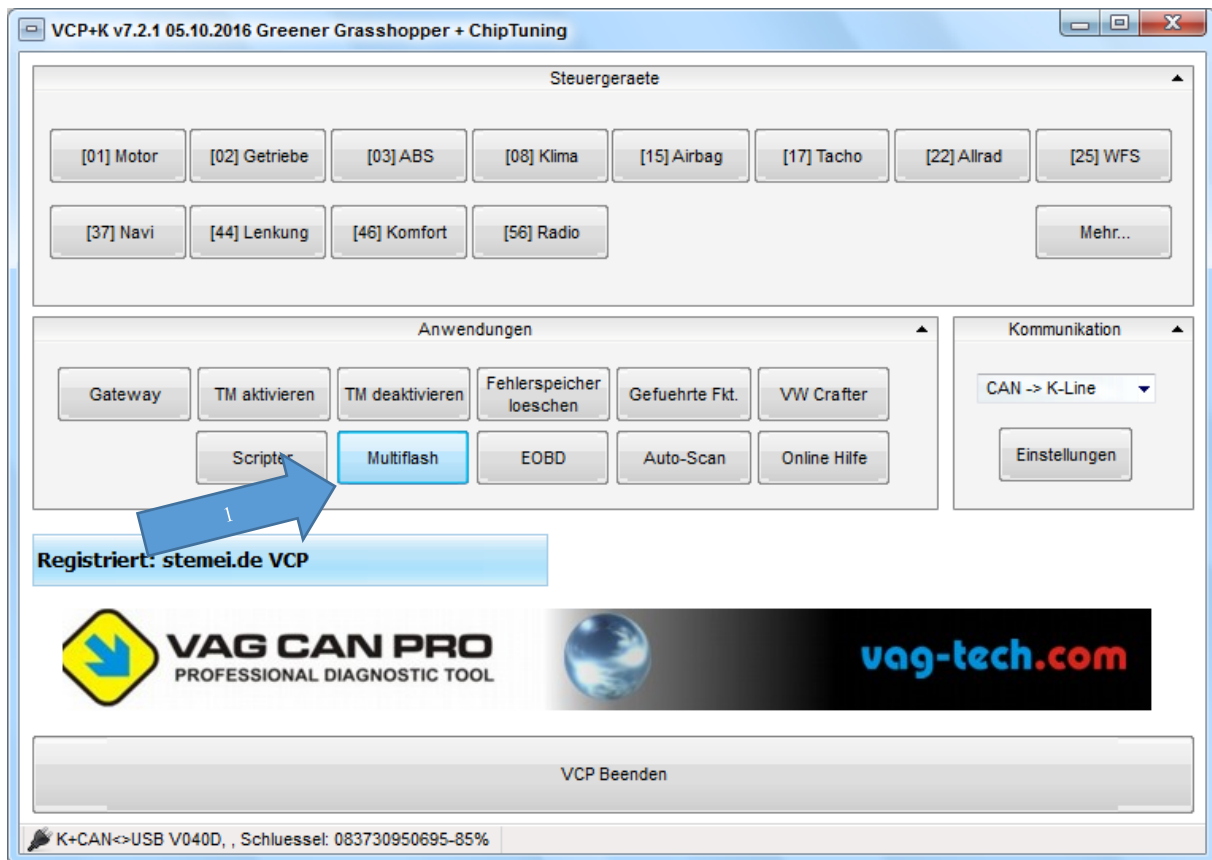 VCP+K v7.2.1 05.10.2016 Greener Grasshopper + ChipTuning
Steuergeraete
[01] Motor
[02] Getriebe
[03] ABS
[08] Klima
[15] Airbag
[17] Tacho
[22] Allrad
[25] WFS
[37] Navi
[44] Lenkung
[46] Komfort
[56] Radio
Mehr...
Anwendungen
Gateway
TM aktivieren
TM deaktivieren
Fehlerspeicher
loeschen
Gefuehrte Fkt.
VW Crafter
Scripter
Multiflash
EOBD
Auto-Scan
Online Hilfe
1
Kommunikation
CAN -> K-Line
Einstellungen
Registriert: stemei.de VCP
VAG CAN PRO
PROFESSIONAL DIAGNOSTIC TOOL
vag-tech.com
VCP Beenden
K+CAN<>USB V040D, , Schluessel: 083730950695-85%